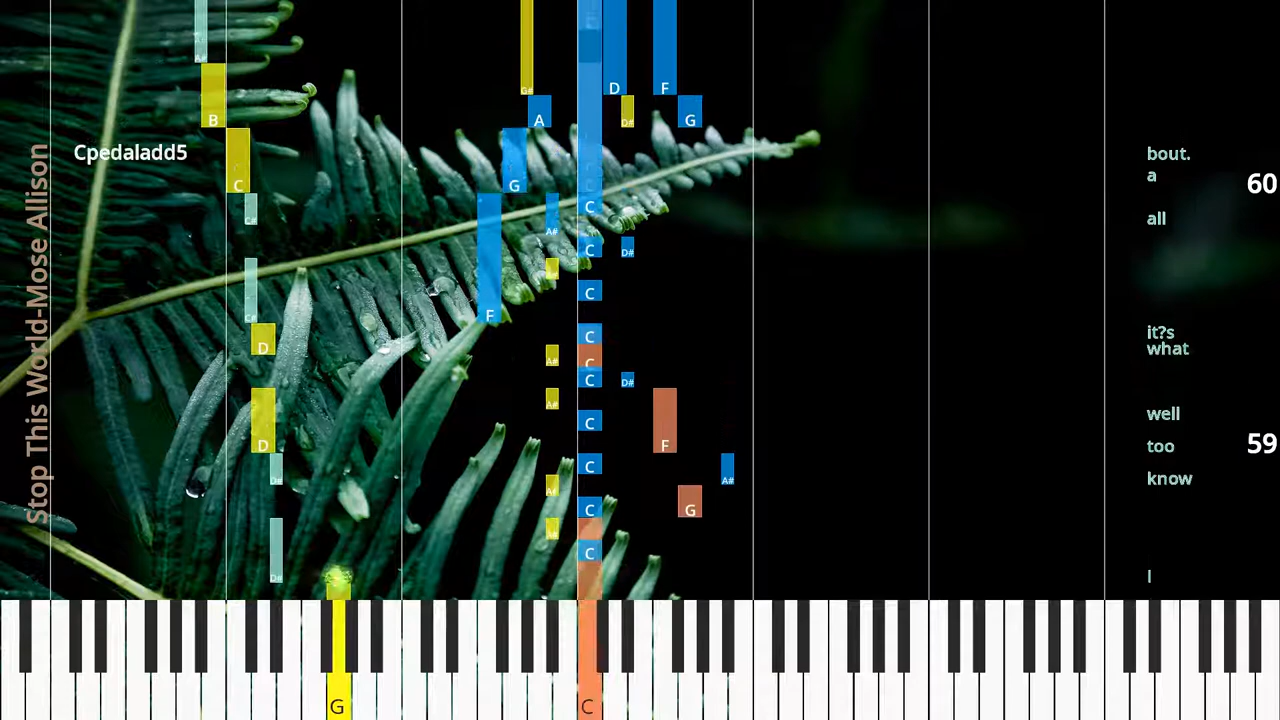 Stop This World-Mose Allison
Cpedaladd5
bout.
a
60
all
it?s
what
well
too
59
know
I
A#
B
C
C#
C#
D
D
D#
D#
G#
A
G
F
A#
A#
A#
A#
D
F
D#
G
C
C
D#
C
C
C
C
D#
C
F
C
A#
C
G
C
G
C